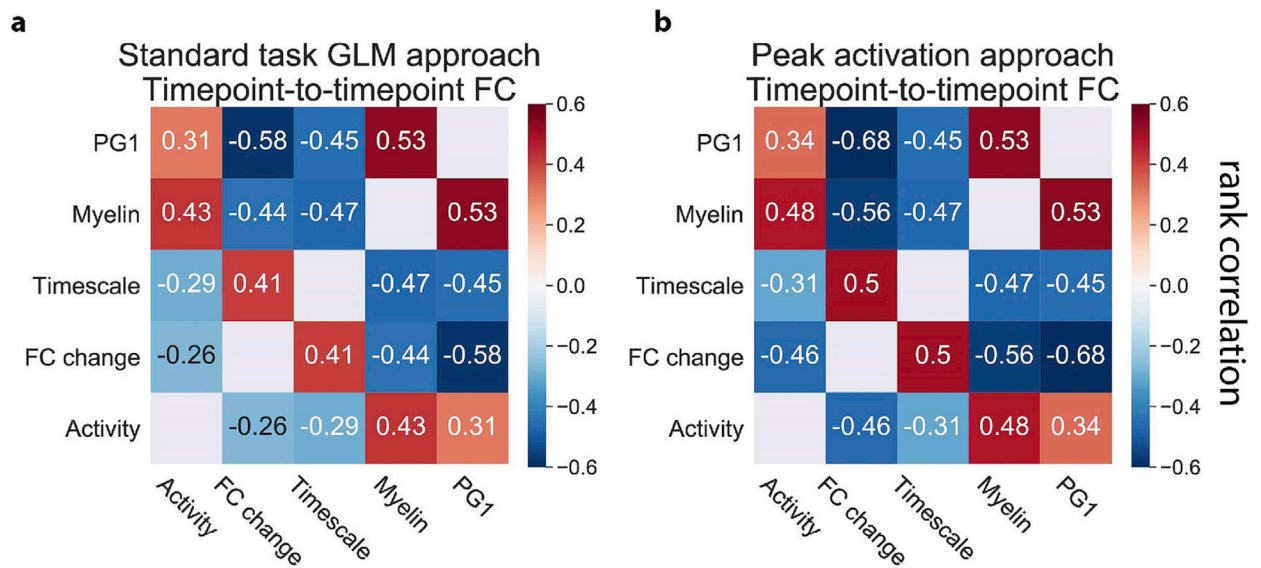 a
Standard task GLM approach
Timepoint-to-timepoint FC
PG1 0.31 -0.58 -0.45 0.53
Myelin 0.43 -0.44 -0.47 0.53
Timescale -0.29 0.41 -0.47 -0.45
FC change -0.26 0.41 -0.44 -0.58
Activity -0.26 -0.29 0.43 0.31
Activity FC change Timescale Myelin PG1
0.6
0.4
0.2
0.0
−0.2
−0.4
−0.6
b
Peak activation approach
Timepoint-to-timepoint FC
PG1 0.34 -0.68 -0.45 0.53
Myelin 0.48 -0.56 -0.47 0.53
Timescale -0.31 0.5 -0.47 -0.45
FC change -0.46 0.5 -0.56 -0.68
Activity -0.46 -0.31 0.48 0.34
Activity FC change Timescale Myelin PG1
0.6
0.4
0.2
0.0
−0.2
−0.4
−0.6
rank correlation